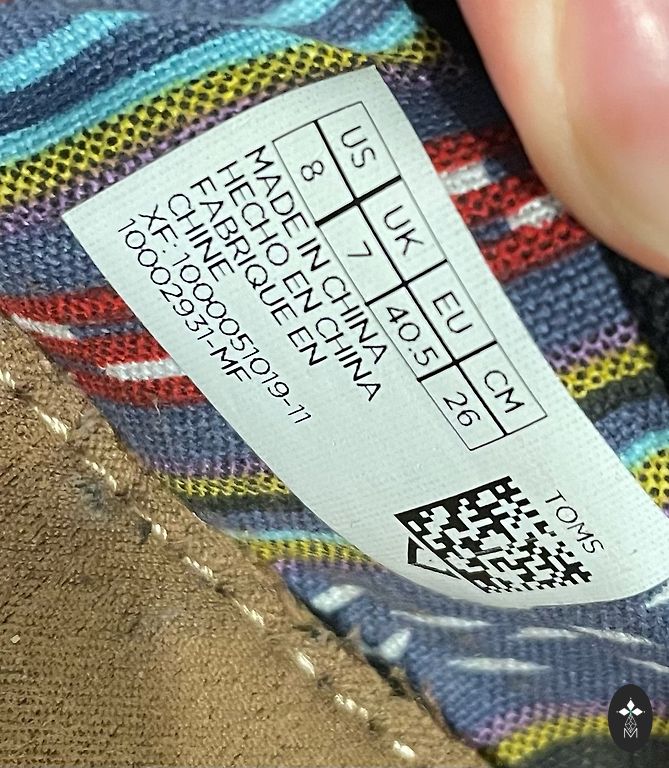 US UK EU CM
8 7 40.5 26
MADE IN CHINA
HECHO EN CHINA
FABRIQUE EN
CHINE
XF: 1000051019-11
10002931-MF
TOMS